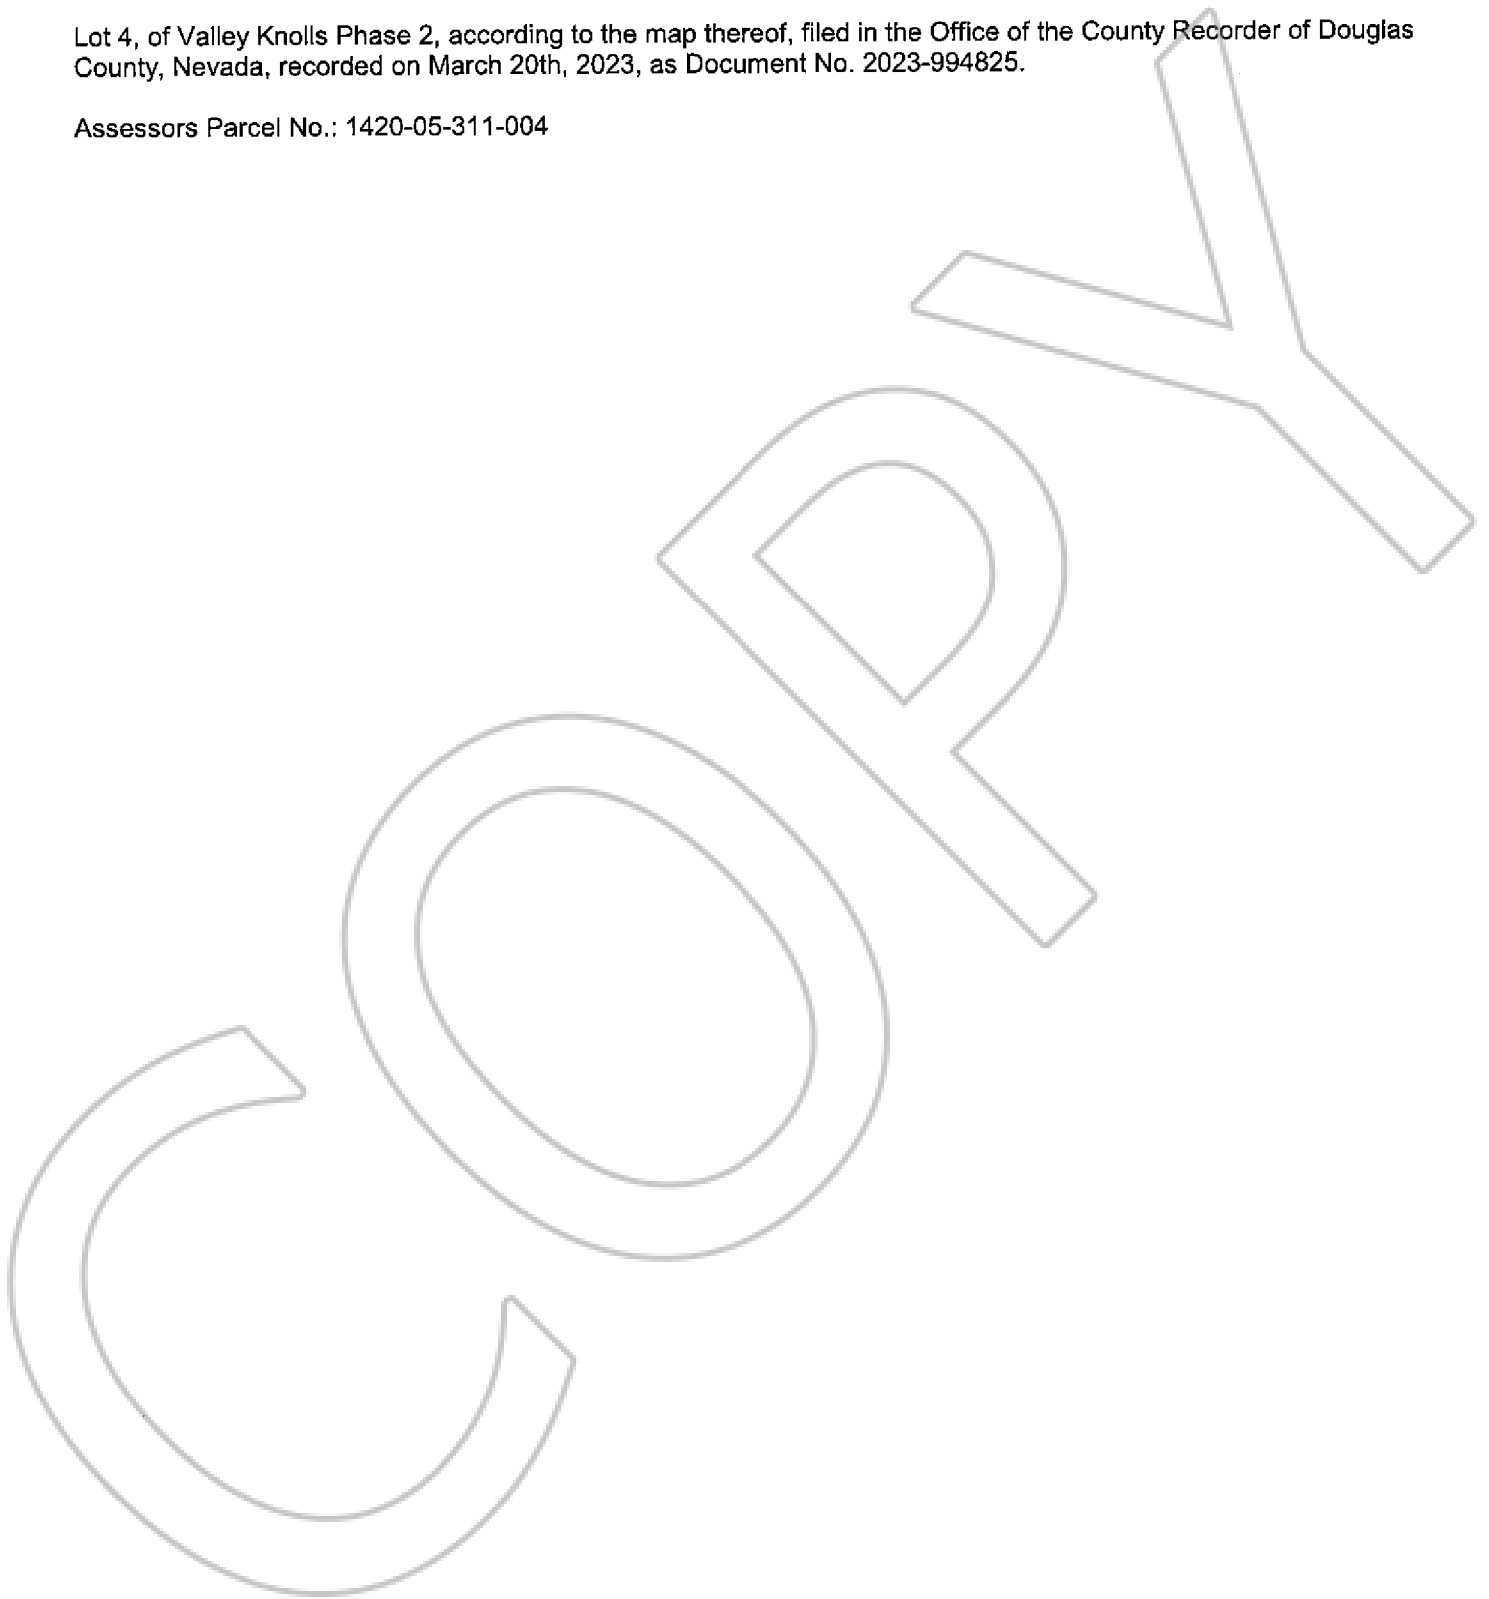 Lot 4, of Valley Knolls Phase 2, according to the map thereof, filed in the Office of the County Recorder of Douglas
County, Nevada, recorded on March 20th, 2023, as Document No. 2023-994825.
Assessors Parcel No.: 1420-05-311-004
COPY